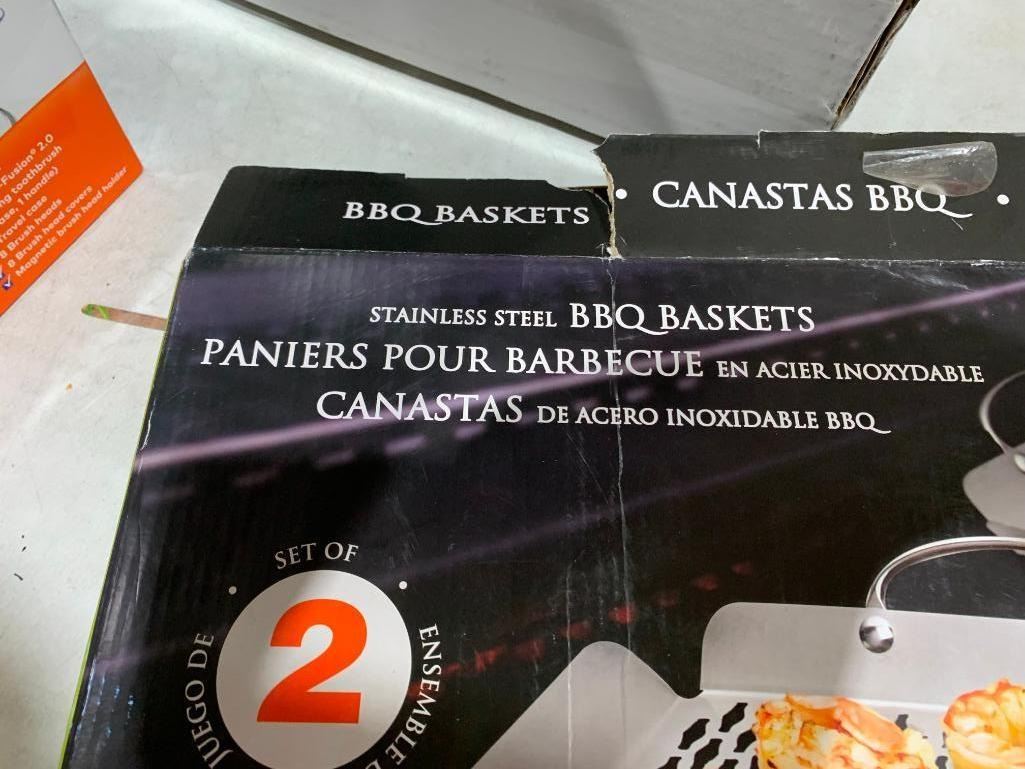 Fusion® 2.0
toothbrush
1 handle)
Travel case
8 Brush heads
8 Brush head covers
Magnetic brush head holder
BBQ BASKETS
• CANASTAS BBQ •
STAINLESS STEEL BBQ BASKETS
PANIERS POUR BARBECUE EN ACIER INOXYDABLE
CANASTAS DE ACERO INOXIDABLE BBQ
SET OF
2
JUEGO DE
ENSEMBLE